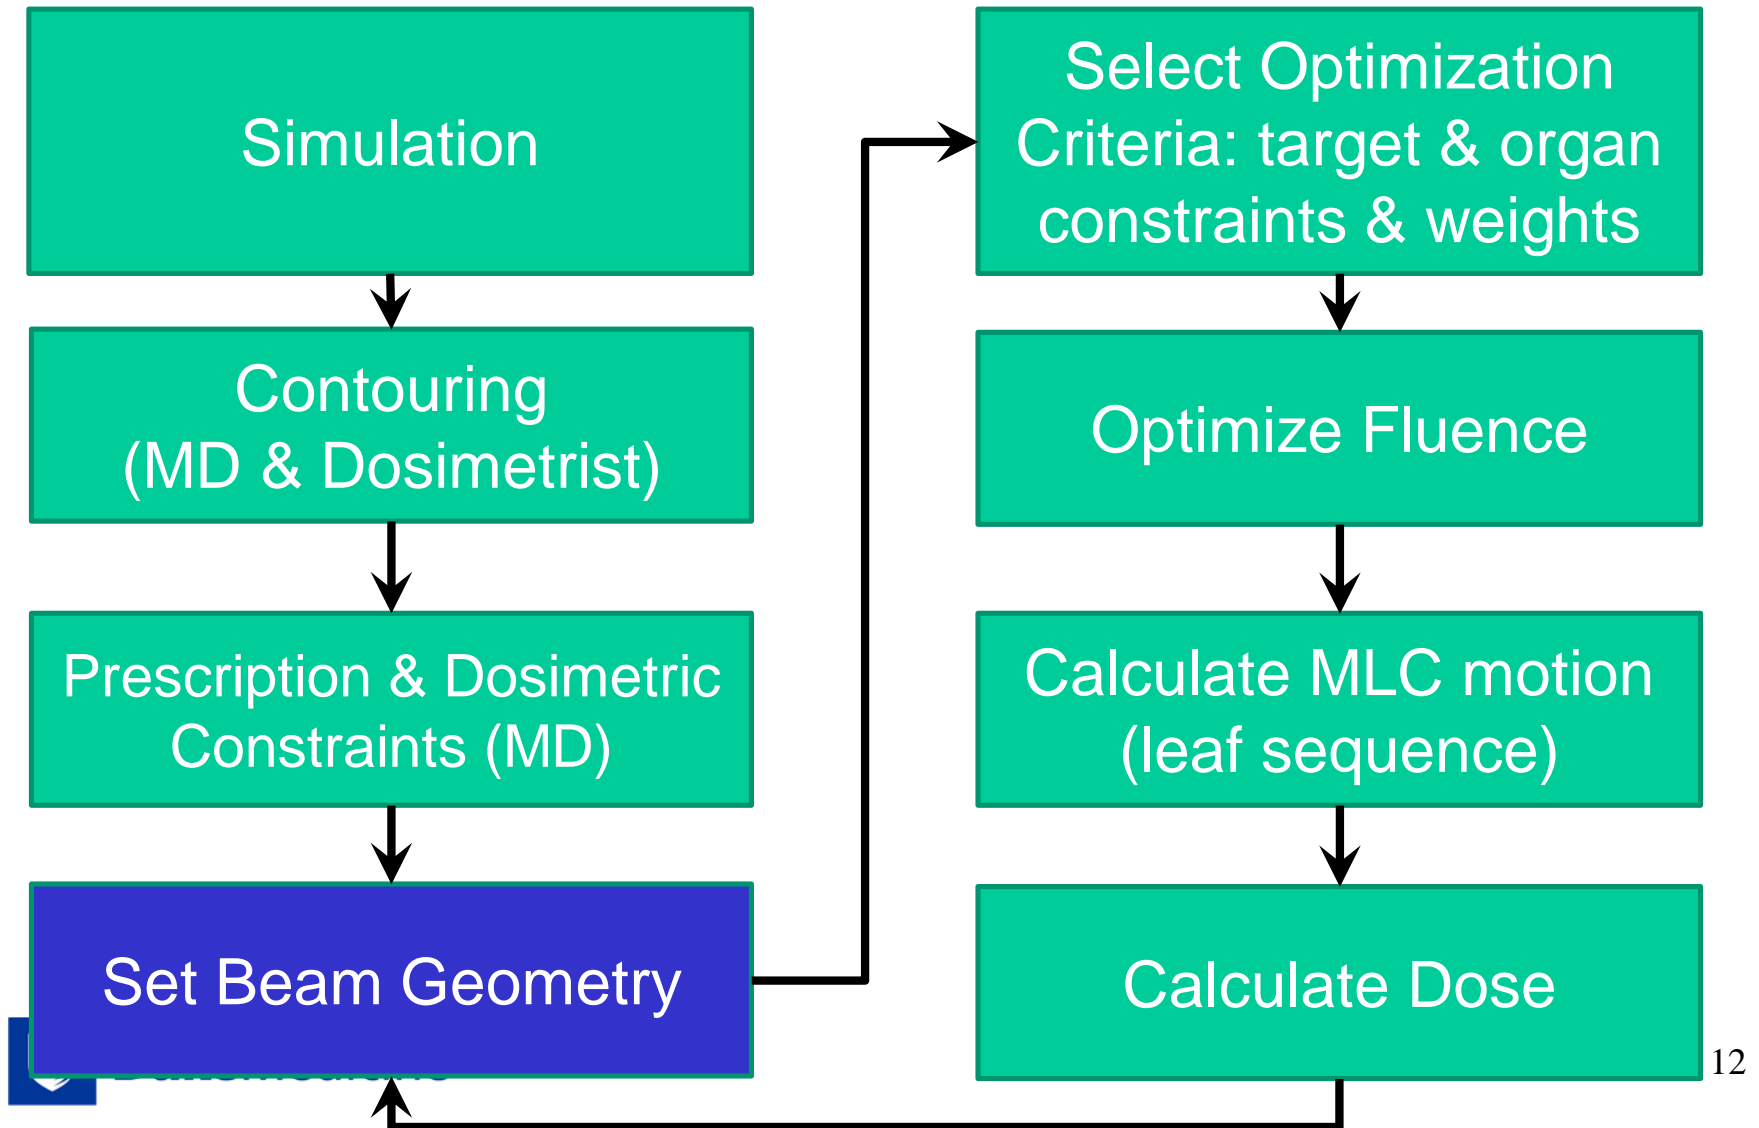 Simulation
Contouring
(MD & Dosimetrist)
Prescription & Dosimetric
Constraints (MD)
Set Beam Geometry
Select Optimization
Criteria: target & organ
constraints & weights
Optimize Fluence
Calculate MLC motion
(leaf sequence)
Calculate Dose
12